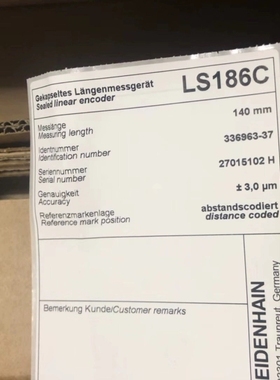 Gekapseltes Längenmessgerät LS186C
Sealed linear encoder
Messlänge 140 mm
Measuring length
Identnummer 336963-37
Identification number
Seriennummer 27015102 H
Serial number
Genauigkeit ± 3,0 µm
Accuracy
Referenzmarkenlage abstandscodiert
Reference mark position distance coded
Bemerkung Kunde/Customer remarks
EIDENHAIN
Traunreut, Germany